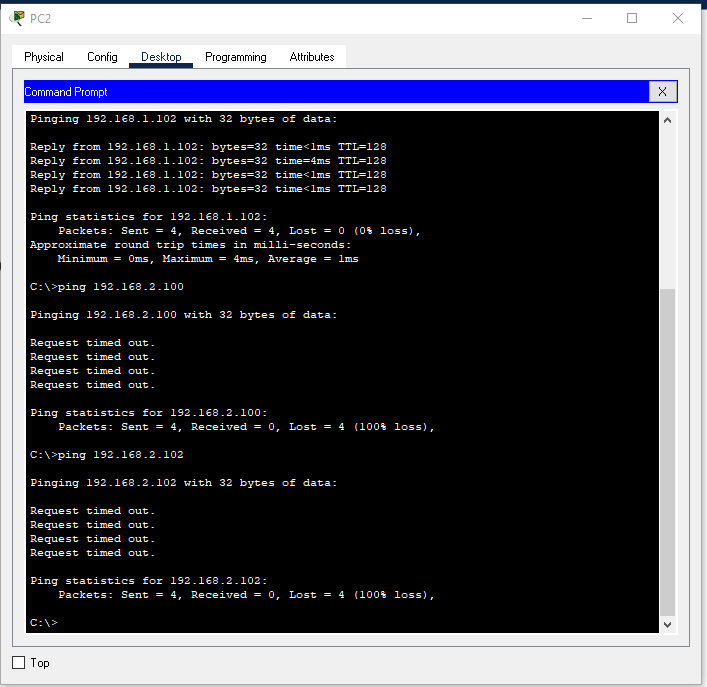 PC2
Physical Config Desktop Programming Attributes
Command Prompt X
Pinging 192.168.1.102 with 32 bytes of data:
Reply from 192.168.1.102: bytes=32 time<1ms TTL=128
Reply from 192.168.1.102: bytes=32 time=4ms TTL=128
Reply from 192.168.1.102: bytes=32 time<1ms TTL=128
Reply from 192.168.1.102: bytes=32 time<1ms TTL=128
Ping statistics for 192.168.1.102:
Packets: Sent = 4, Received = 4, Lost = 0 (0% loss),
Approximate round trip times in milli-seconds:
Minimum = 0ms, Maximum = 4ms, Average = 1ms
C:\>ping 192.168.2.100
Pinging 192.168.2.100 with 32 bytes of data:
Request timed out.
Request timed out.
Request timed out.
Request timed out.
Ping statistics for 192.168.2.100:
Packets: Sent = 4, Received = 0, Lost = 4 (100% loss),
C:\>ping 192.168.2.102
Pinging 192.168.2.102 with 32 bytes of data:
Request timed out.
Request timed out.
Request timed out.
Request timed out.
Ping statistics for 192.168.2.102:
Packets: Sent = 4, Received = 0, Lost = 4 (100% loss),
C:\>
Top